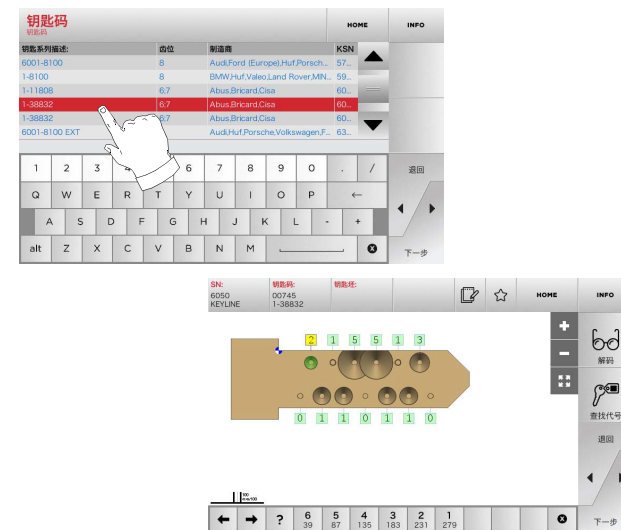 钥匙码
钥匙码
HOME
INFO
钥匙系列描述: 齿位 制造商 KSN
6001-8100 8 Audi,Ford (Europe),Huf,Porsch... 57...
1-8100 8 BMW,Huf,Valeo,Land Rover,MIN... 59...
1-11808 6;7 Abus,Bricard,Cisa 60...
1-38832 6;7 Abus,Bricard,Cisa 60...
1-38832 6;7 Abus,Bricard,Cisa 60...
6001-8100 EXT Audi,Huf,Porsche,Volkswagen,F... 63...
1 2 3 4 6 7 8 9 0 . /
退回
Q W E R T Y U I O P ←
A S D F G H J K L - +
alt Z X C V B N M
下一步
SN: 钥匙码: 钥匙坯:
6050 00745
KEYLINE 1-38832
HOME
INFO
2 1 5 5 1 3
解码
查找代号
0 1 1 0 1 1 0
退回
← → ? 6 5 4 3 2 1
39 87 135 183 231 279
下一步